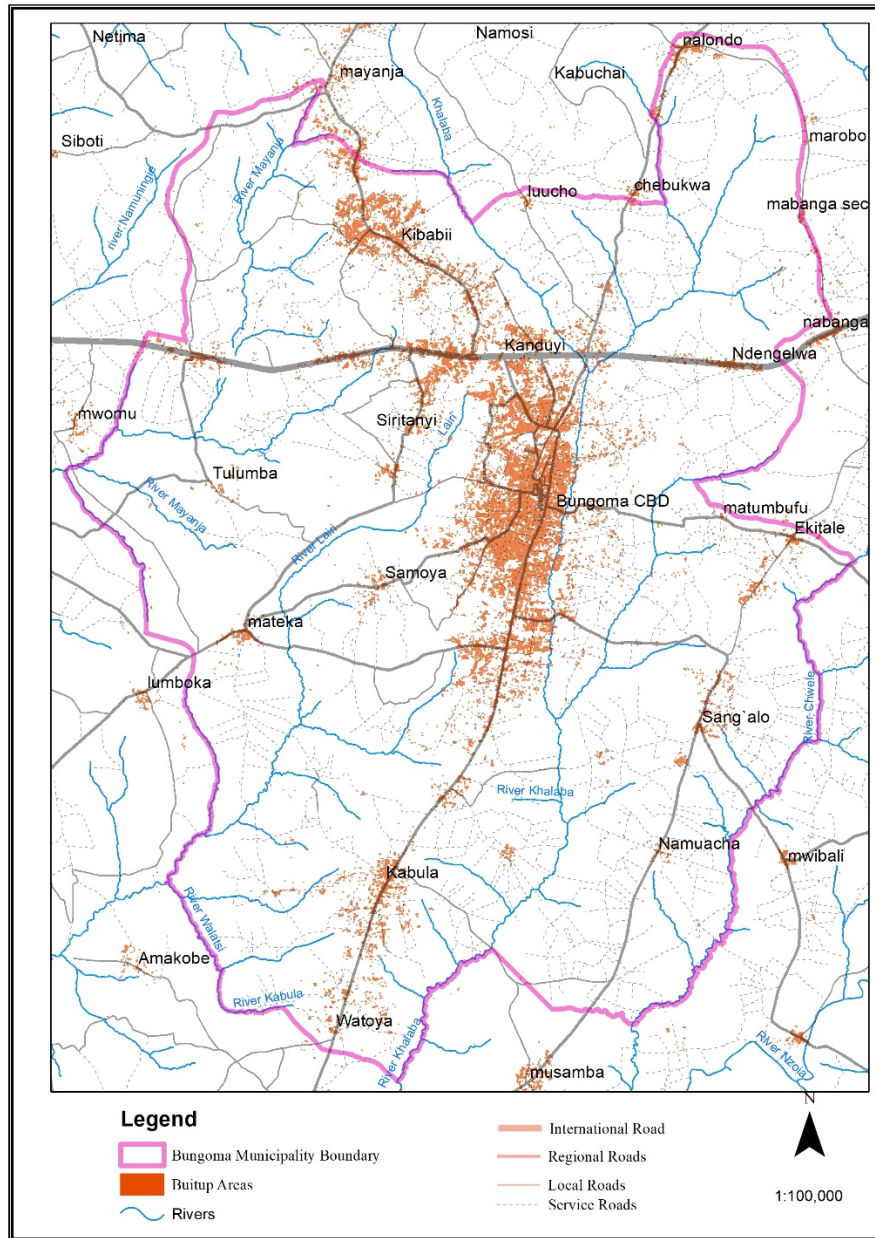 Netima
Namosi
nalondo
mayanja
Kabuchai
Khalaba
Siboti
marobo
River Mayanja
river Namuningie
luucho
chebukwa
mabanga sec
Kibabii
nabanga
Kanduyi
Ndengelwa
mwomu
Siritanyi
Lairi
Tulumba
River Mayanja
Bungoma CBD
matumbufu
Ekitale
River Lairi
Samoya
mateka
lumboka
Sang`alo
River Chwele
River Khalaba
Namuacha
mwibali
Kabula
River Walatsi
Amakobe
River Kabula
Watoya
River Khalaba
musamba
River Nzoia
N
Legend
Bungoma Municipality Boundary
Buitup Areas
Rivers
International Road
Regional Roads
Local Roads
Service Roads
1:100,000